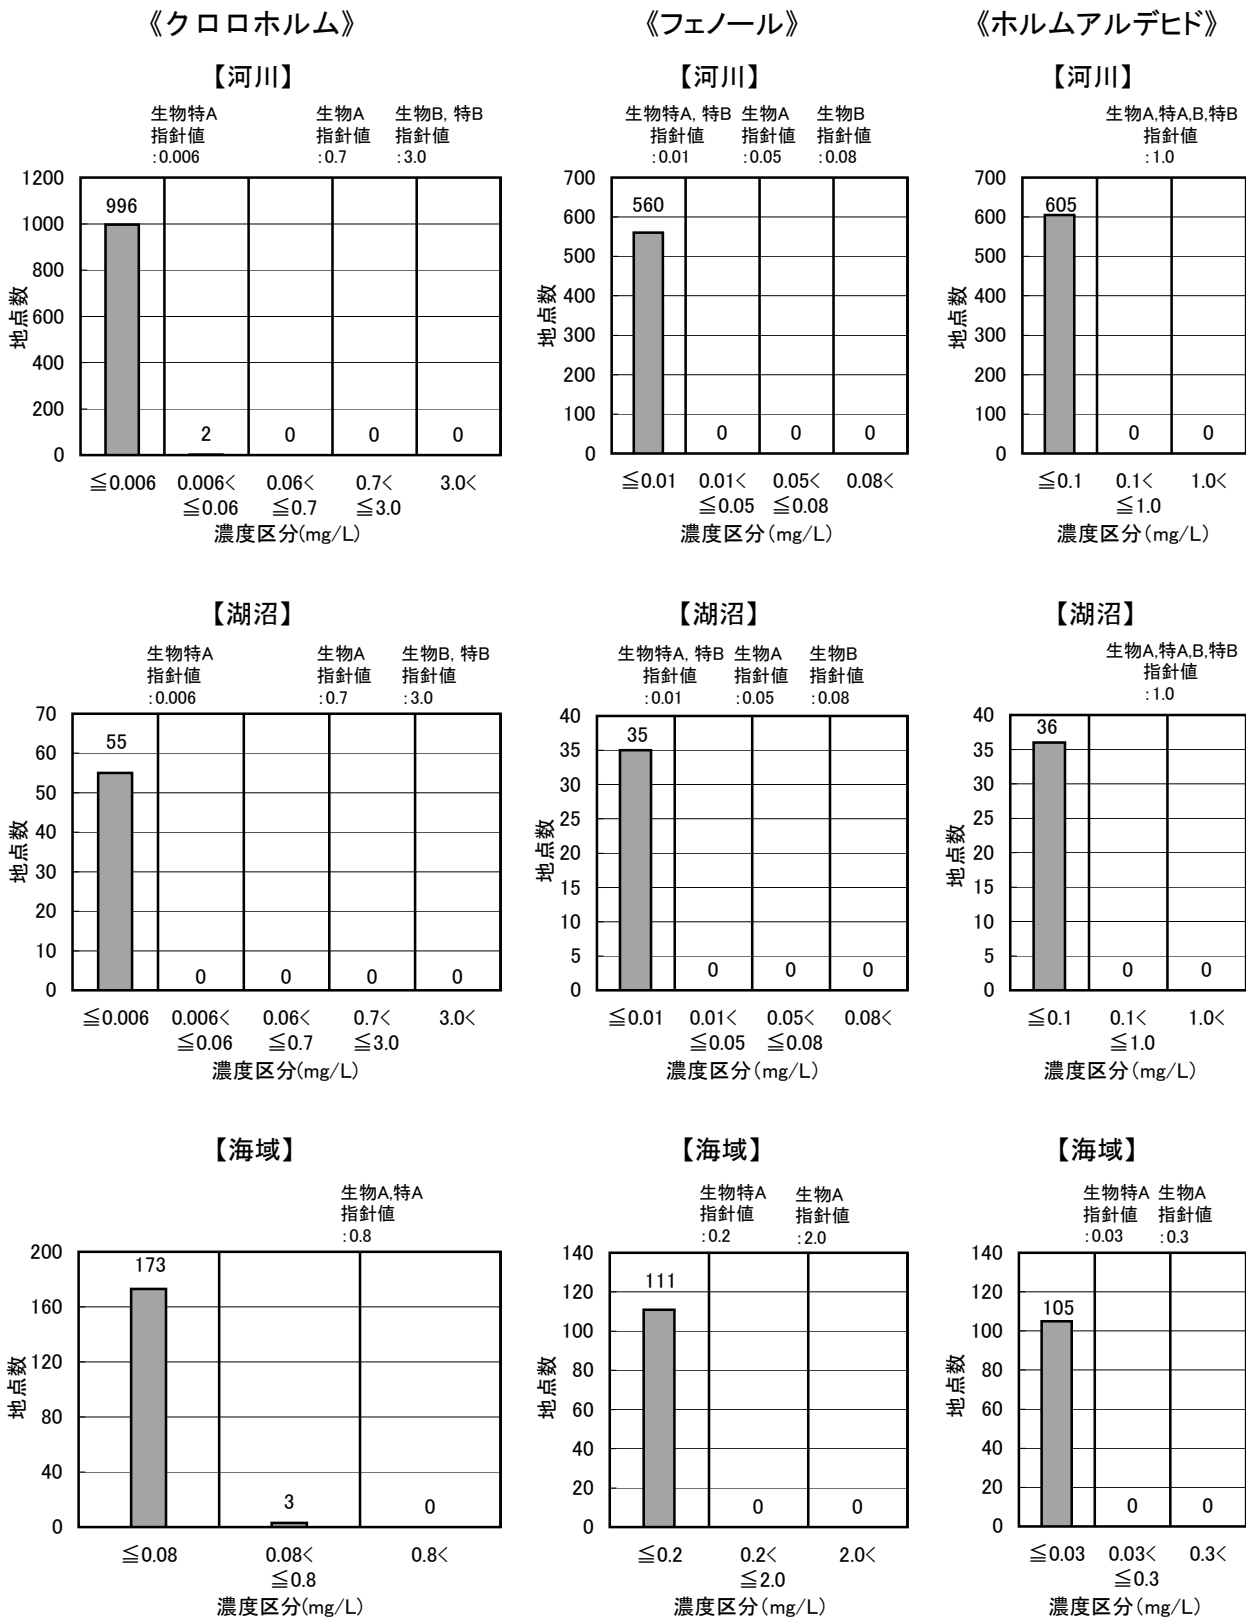 《クロロホルム》
《フェノール》
《ホルムアルデヒド》
【河川】
生物特A
指針値
:0.006
生物A
指針値
:0.7
生物B, 特B
指針値
:3.0
1200
1000
800
600
400
200
0
地点数
996
2
0
0
0
≦0.006
0.006<
≦0.06
0.06<
≦0.7
0.7<
≦3.0
3.0<
濃度区分(mg/L)
【河川】
生物特A, 特B
指針値
:0.01
生物A
指針値
:0.05
生物B
指針値
:0.08
700
600
500
400
300
200
100
0
地点数
560
0
0
0
≦0.01
0.01<
≦0.05
0.05<
≦0.08
0.08<
濃度区分(mg/L)
【河川】
生物A,特A,B,特B
指針値
:1.0
700
600
500
400
300
200
100
0
地点数
605
0
0
≦0.1
0.1<
≦1.0
1.0<
濃度区分(mg/L)
【湖沼】
生物特A
指針値
:0.006
生物A
指針値
:0.7
生物B, 特B
指針値
:3.0
70
60
50
40
30
20
10
0
地点数
55
0
0
0
0
≦0.006
0.006<
≦0.06
0.06<
≦0.7
0.7<
≦3.0
3.0<
濃度区分(mg/L)
【湖沼】
生物特A, 特B
指針値
:0.01
生物A
指針値
:0.05
生物B
指針値
:0.08
40
35
30
25
20
15
10
5
0
地点数
35
0
0
0
≦0.01
0.01<
≦0.05
0.05<
≦0.08
0.08<
濃度区分(mg/L)
【湖沼】
生物A,特A,B,特B
指針値
:1.0
40
35
30
25
20
15
10
5
0
地点数
36
0
0
≦0.1
0.1<
≦1.0
1.0<
濃度区分(mg/L)
【海域】
生物A,特A
指針値
:0.8
200
160
120
80
40
0
地点数
173
3
0
≦0.08
0.08<
≦0.8
0.8<
濃度区分(mg/L)
【海域】
生物特A
指針値
:0.2
生物A
指針値
:2.0
140
120
100
80
60
40
20
0
地点数
111
0
0
≦0.2
0.2<
≦2.0
2.0<
濃度区分(mg/L)
【海域】
生物特A
指針値
:0.03
生物A
指針値
:0.3
140
120
100
80
60
40
20
0
地点数
105
0
0
≦0.03
0.03<
≦0.3
0.3<
濃度区分(mg/L)